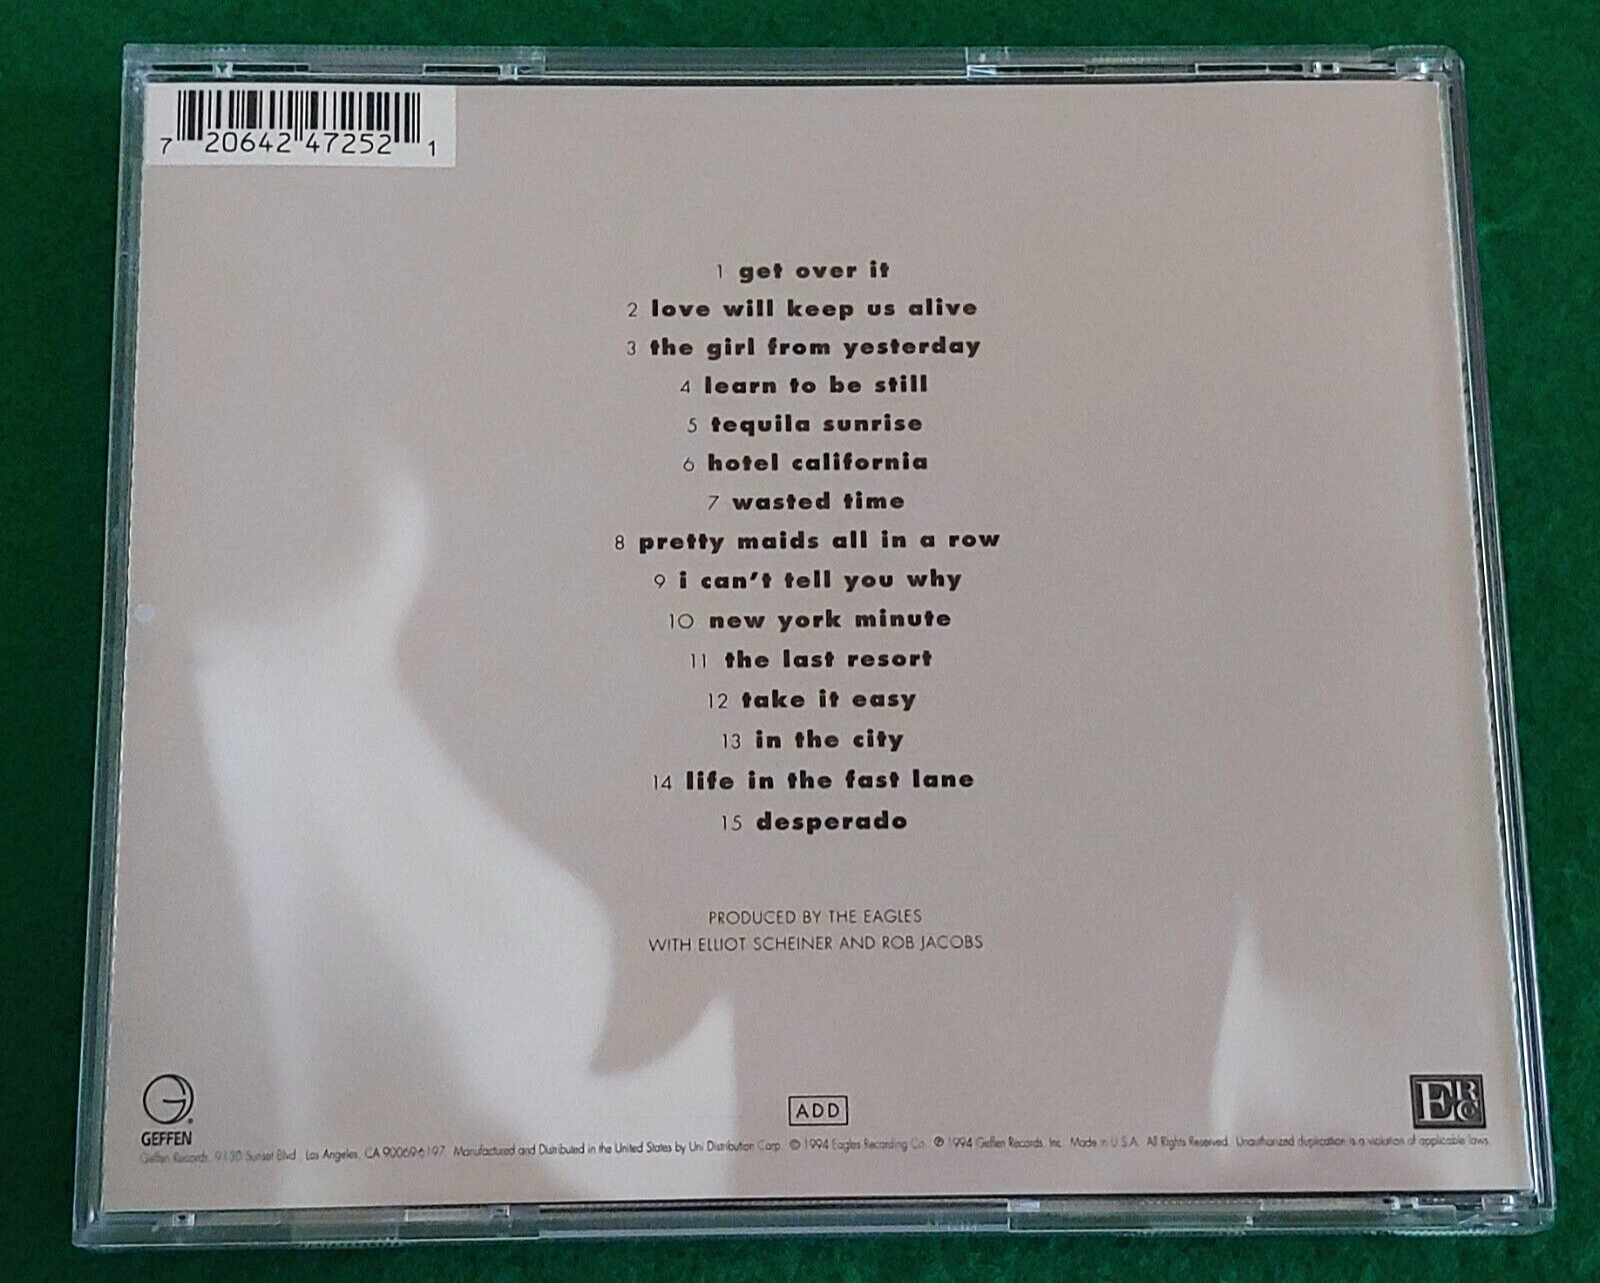 7 20642 47252 1
1 get over it
2 love will keep us alive
3 the girl from yesterday
4 learn to be still
5 tequila sunrise
6 hotel california
7 wasted time
8 pretty maids all in a row
9 i can't tell you why
10 new york minute
11 the last resort
12 take it easy
13 in the city
14 life in the fast lane
15 desperado
PRODUCED BY THE EAGLES
WITH ELLIOT SCHEINER AND ROB JACOBS
GEFFEN
ADD
ERC
Geffen Records, 9130 Sunset Blvd., Los Angeles, CA 90069-6197. Manufactured and Distributed in the United States by Uni Distribution Corp. © 1994 Eagles Recording Co. ℗ 1994 Geffen Records, Inc. Made in U.S.A. All Rights Reserved. Unauthorized duplication is a violation of applicable laws.